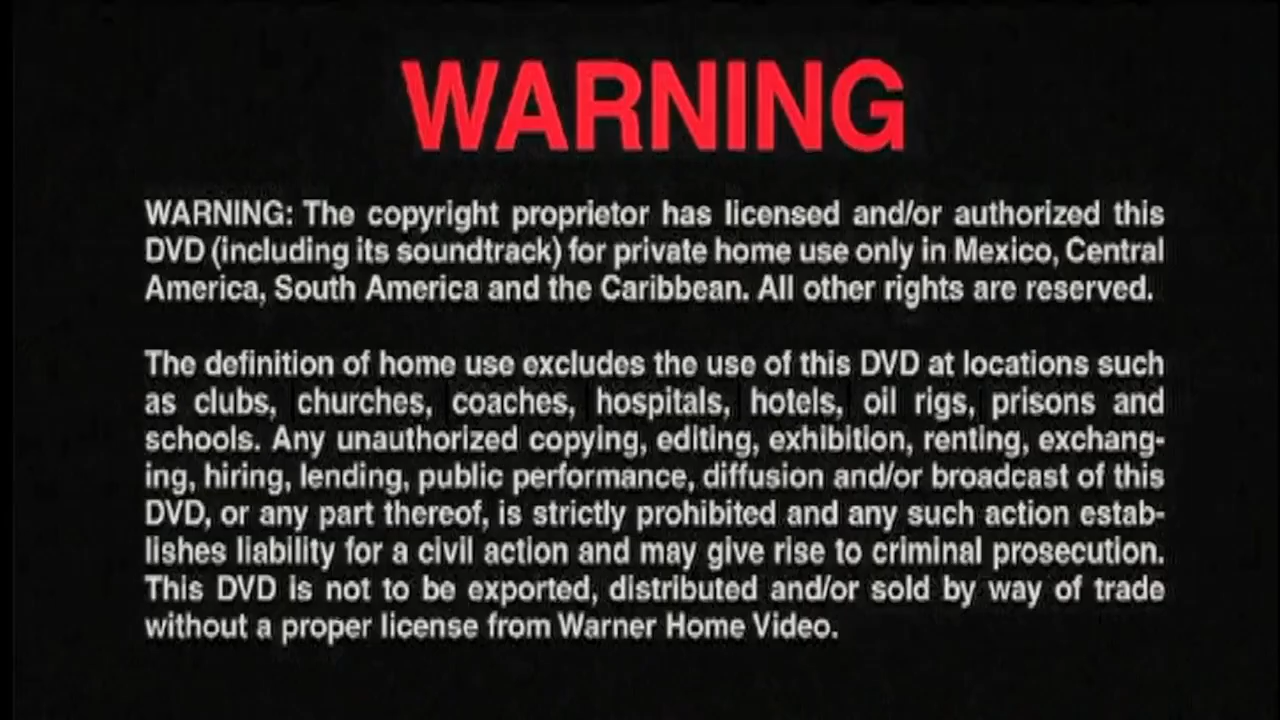 WARNING
WARNING: The copyright proprietor has licensed and/or authorized this
DVD (including its soundtrack) for private home use only in Mexico, Central
America, South America and the Caribbean. All other rights are reserved.
The definition of home use excludes the use of this DVD at locations such
as clubs, churches, coaches, hospitals, hotels, oil rigs, prisons and
schools. Any unauthorized copying, editing, exhibition, renting, exchang-
ing, hiring, lending, public performance, diffusion and/or broadcast of this
DVD, or any part thereof, is strictly prohibited and any such action estab-
lishes liability for a civil action and may give rise to criminal prosecution.
This DVD is not to be exported, distributed and/or sold by way of trade
without a proper license from Warner Home Video.